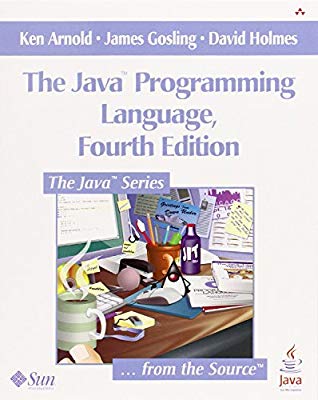 Ken Arnold • James Gosling • David Holmes
The Java™ Programming
Language,
Fourth Edition
The Java™ Series
... from the Source™
Sun
Java